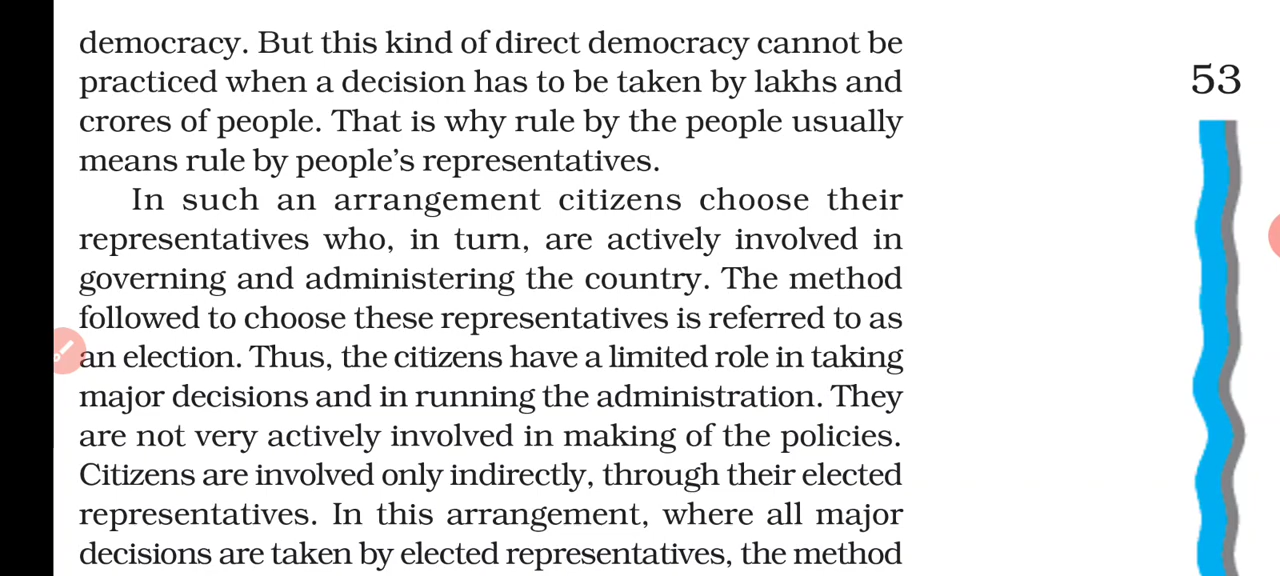 democracy. But this kind of direct democracy cannot be
practiced when a decision has to be taken by lakhs and
crores of people. That is why rule by the people usually
means rule by people's representatives.
In such an arrangement citizens choose their
representatives who, in turn, are actively involved in
governing and administering the country. The method
followed to choose these representatives is referred to as
an election. Thus, the citizens have a limited role in taking
major decisions and in running the administration. They
are not very actively involved in making of the policies.
Citizens are involved only indirectly, through their elected
representatives. In this arrangement, where all major
decisions are taken by elected representatives, the method
53